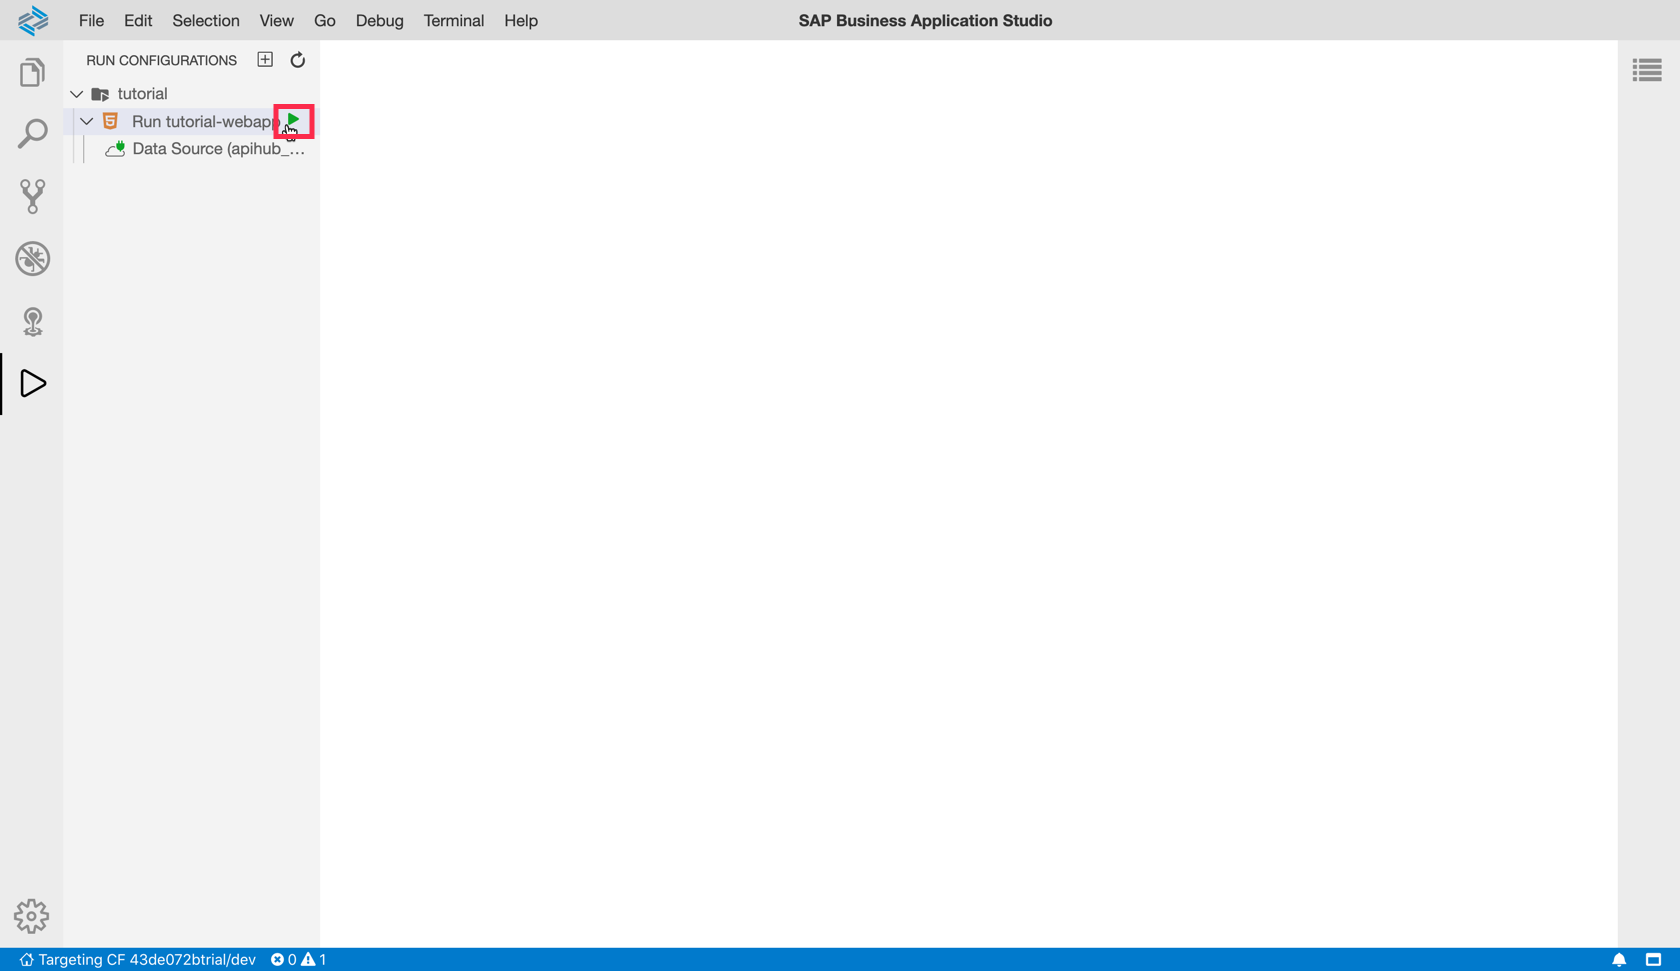 File Edit Selection View Go Debug Terminal Help
SAP Business Application Studio
RUN CONFIGURATIONS
tutorial
Run tutorial-webapp
Data Source (apihub_...
Targeting CF 43de072btrial/dev 0 1